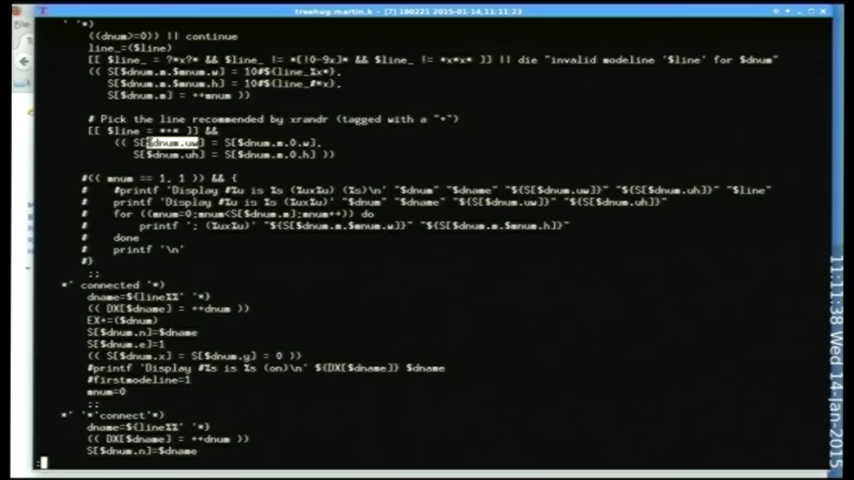 treehug:martin.k - [7] 180221 2015-01-14,11:11:23
' '*)
((dnum>=0)) || continue
line_=($line)
[[ $line_ = ?*x?* && $line_ != *[!0-9x]* && $line_ != *x*x* ]] || die "invalid modeline '$line' for $dnum"
(( S[$dnum.m.$mnum.w] = 10#${line_%x*},
S[$dnum.m.$mnum.h] = 10#${line_#*x},
S[$dnum.m] = ++mnum ))
# Pick the line recommended by xrandr (tagged with a "+")
[[ $line = *+* ]] &&
(( S[$dnum.uw] = S[$dnum.m.0.w],
S[$dnum.uh] = S[$dnum.m.0.h] ))
#(( mnum == 1, 1 )) && {
# #printf 'Display #%u is %s (%ux%u) (%s)\n' "$dnum" "$dname" "${S[$dnum.uw]}" "${S[$dnum.uh]}" "$line"
# printf 'Display #%u is %s (%ux%u)' "$dnum" "$dname" "${S[$dnum.uw]}" "${S[$dnum.uh]}"
# for ((mnum=0;mnum<S[$dnum.m];mnum++)) do
# printf '; (%ux%u)' "${S[$dnum.m.$mnum.w]}" "${S[$dnum.m.$mnum.h]}"
# done
# printf '\n'
#}
;;
*' connected '*)
dname=${line%%' '*}
(( DX[$dname] = ++dnum ))
EX+=($dnum)
S[$dnum.n]=$dname
S[$dnum.e]=1
(( S[$dnum.x] = S[$dnum.y] = 0 ))
#printf 'Display #%s is %s (on)\n' ${DX[$dname]} $dname
#firstmodeline=1
mnum=0
;;
*' '*'connect'*)
dname=${line%%' '*}
(( DX[$dname] = ++dnum ))
S[$dnum.n]=$dname
:
11:11:38 Wed 14-Jan-2015